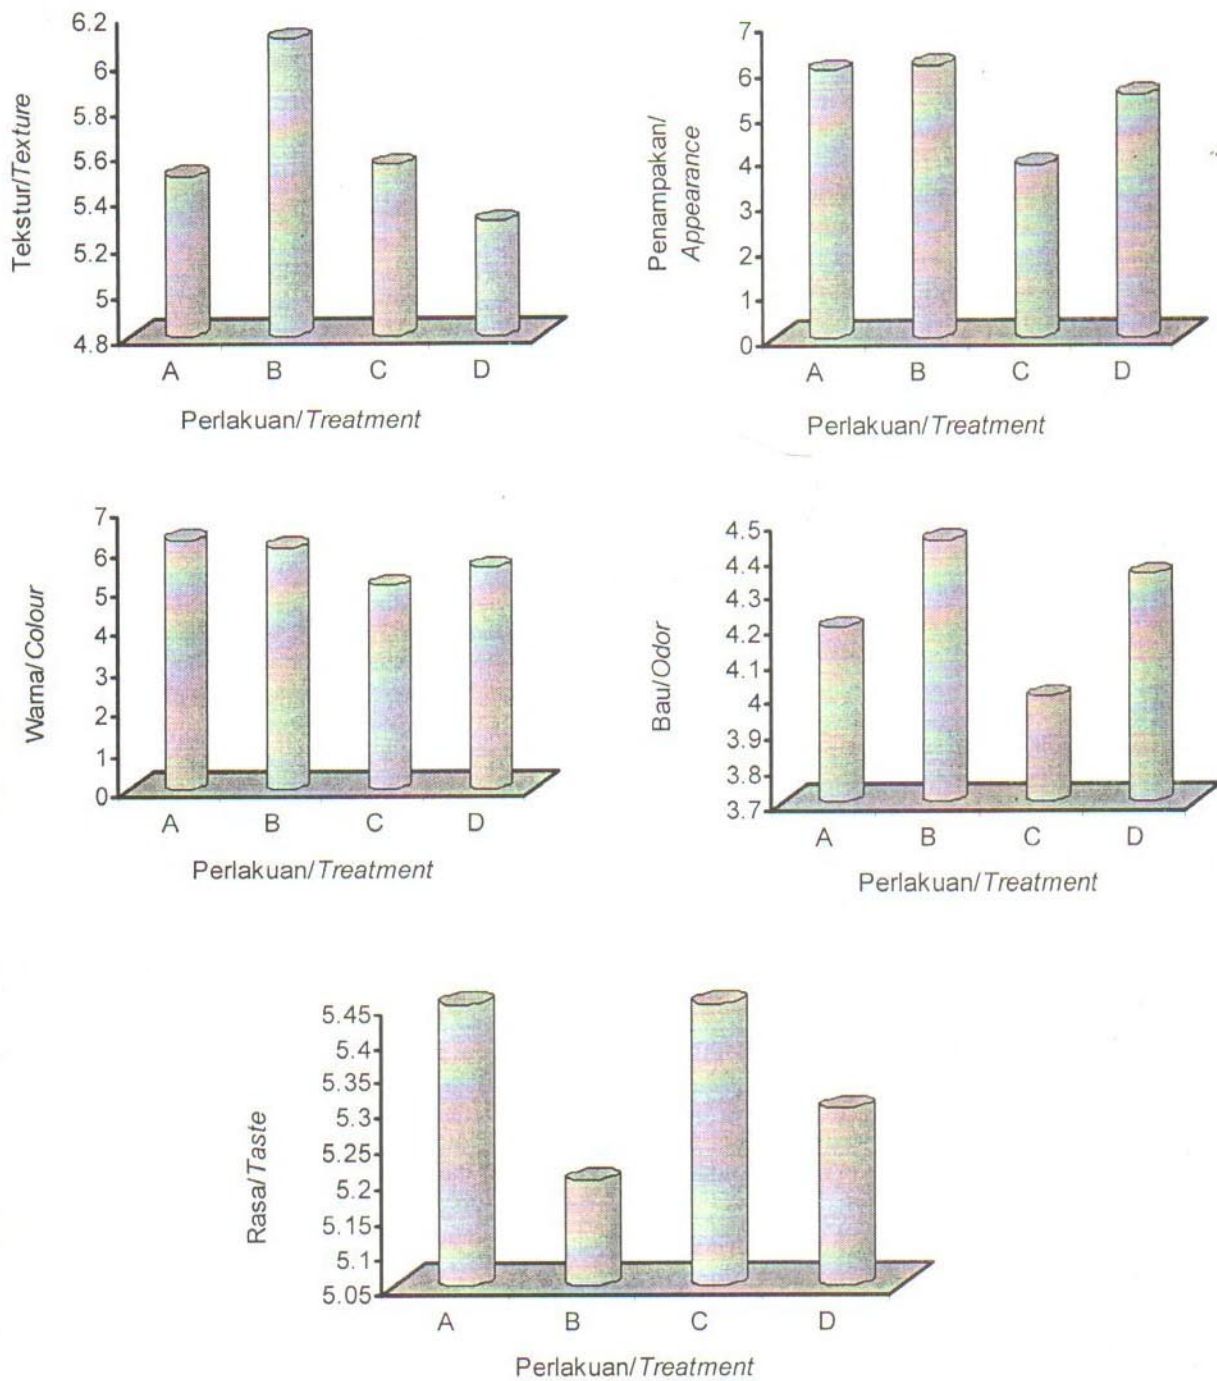 6.2
6
5.8
5.6
5.4
5.2
5
4.8
Tekstur/Texture
A B C D
Perlakuan/Treatment
7
6
5
4
3
2
1
0
Penampakan/
Appearance
A B C D
Perlakuan/Treatment
7
6
5
4
3
2
1
0
Warna/Colour
A B C D
Perlakuan/Treatment
4.5
4.4
4.3
4.2
4.1
4
3.9
3.8
3.7
Bau/Odor
A B C D
Perlakuan/Treatment
5.45
5.4
5.35
5.3
5.25
5.2
5.15
5.1
5.05
Rasa/Taste
A B C D
Perlakuan/Treatment